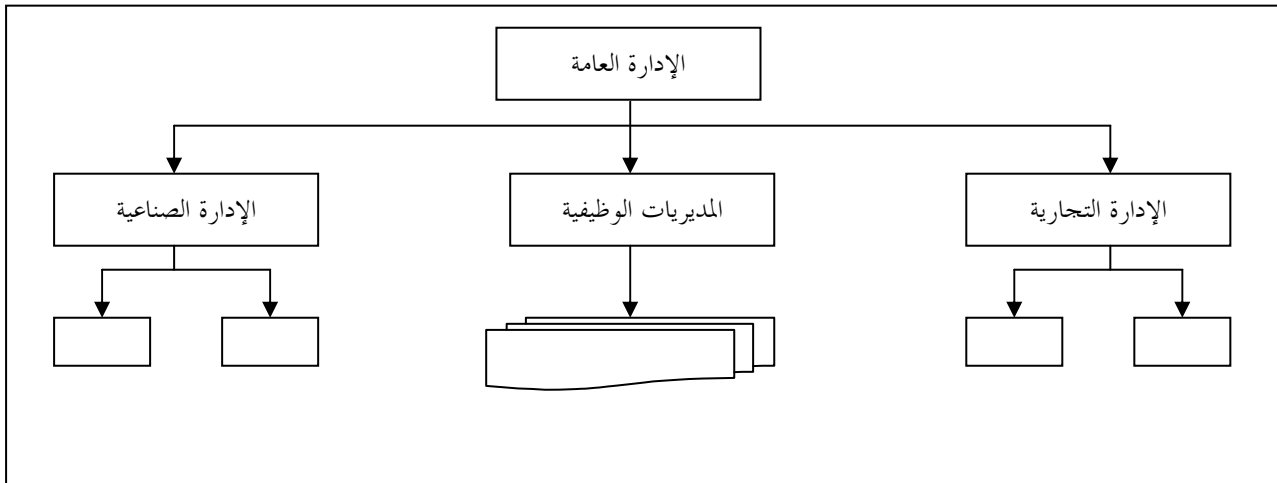 الإدارة العامة
الإدارة التجارية
المديريات الوظيفية
الإدارة الصناعية